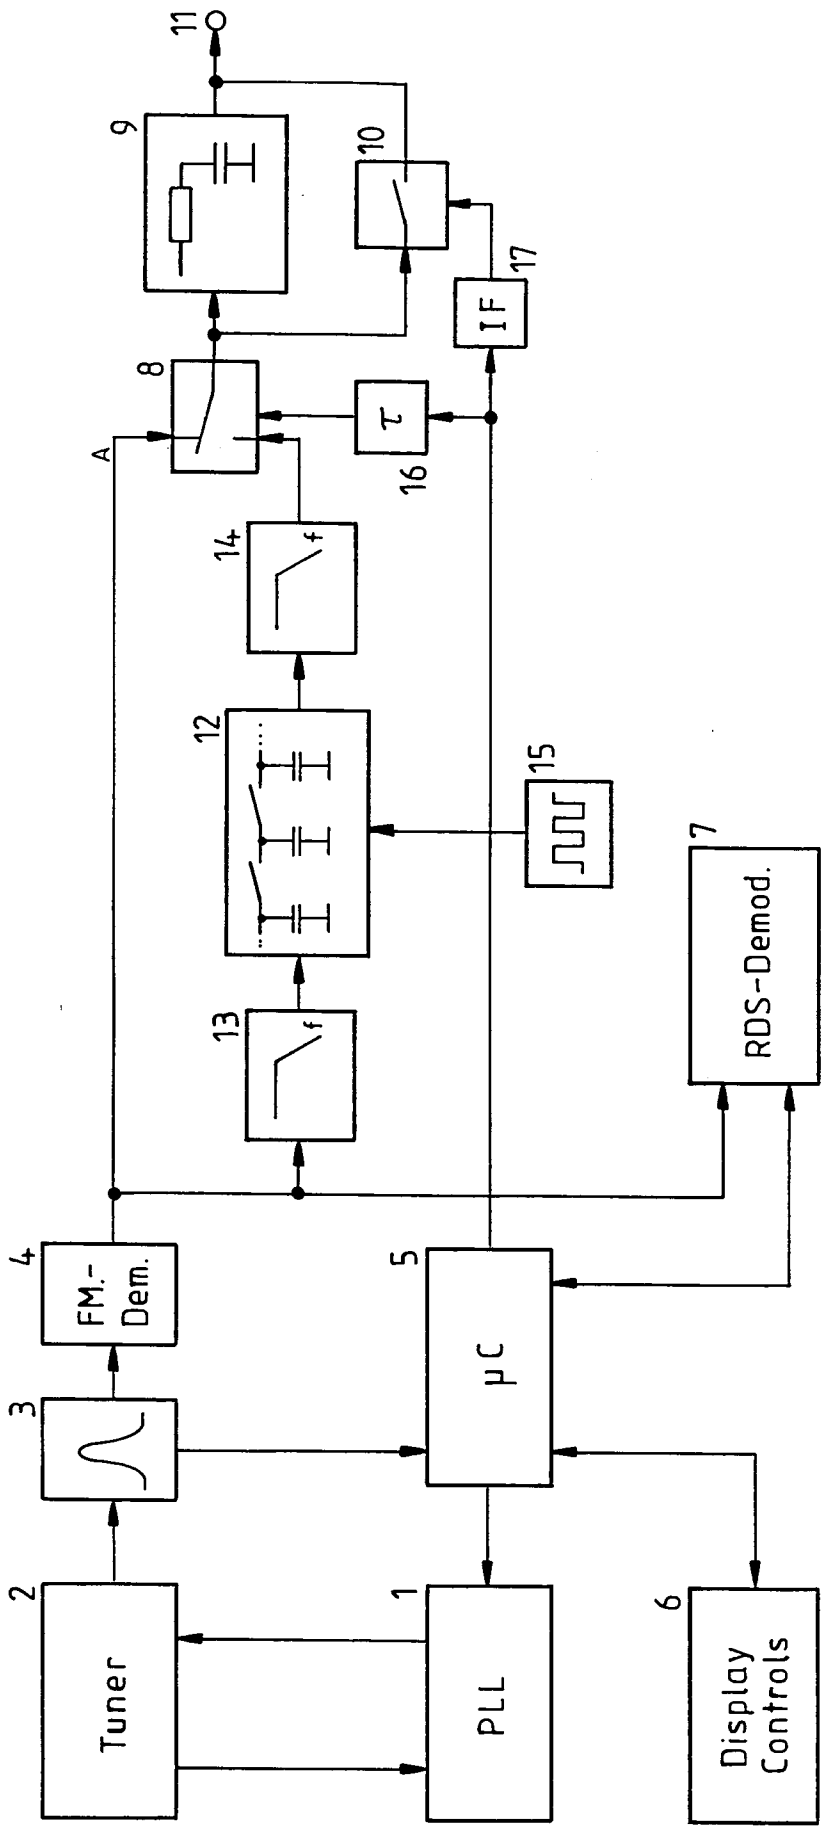 2
Tuner
3
4
FM.-
Dem.
A
8
9
11
10
13
f
12
14
f
16
τ
17
IF
15
1
PLL
5
µC
6
Display
Controls
7
RDS-Demod.